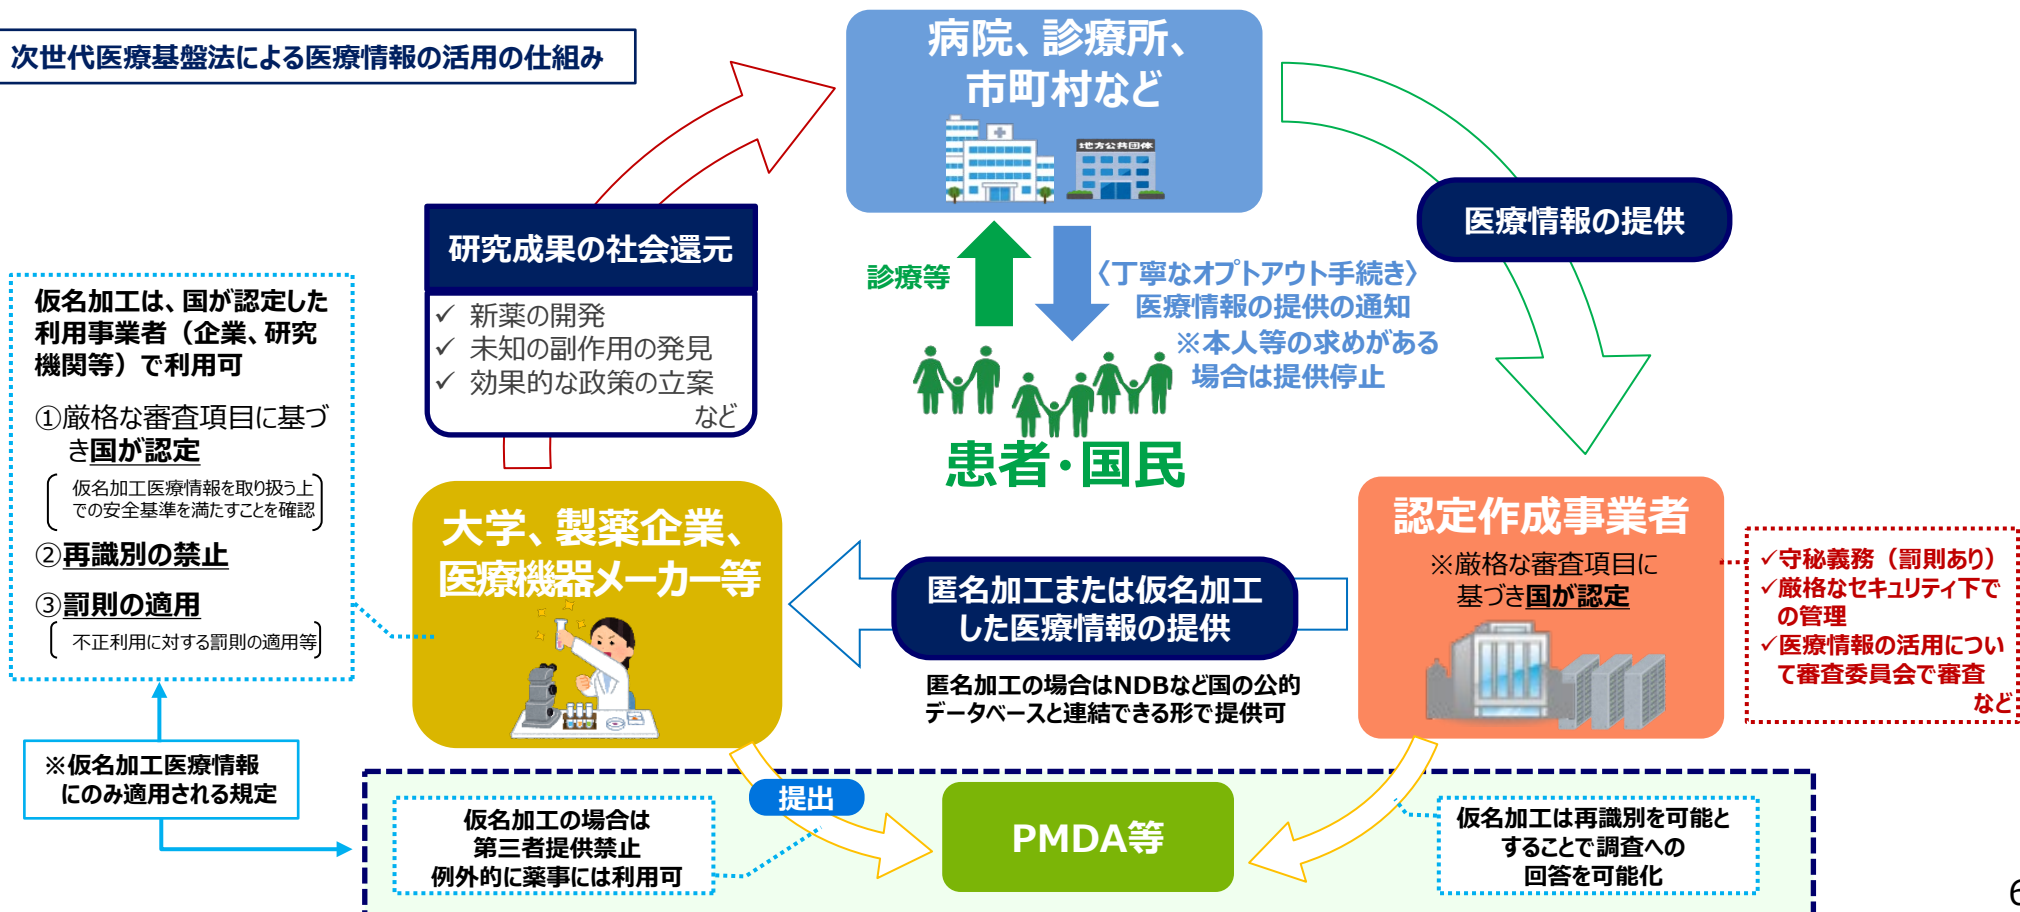 次世代医療基盤法による医療情報の活用の仕組み
病院、診療所、
市町村など
地方公共団体
医療情報の提供
研究成果の社会還元
✓ 新薬の開発
✓ 未知の副作用の発見
✓ 効果的な政策の立案
など
診療等
〈丁寧なオプトアウト手続き〉
医療情報の提供の通知
※本人等の求めがある
場合は提供停止
患者・国民
仮名加工は、国が認定した
利用事業者（企業、研究
機関等）で利用可
①厳格な審査項目に基づ
き国が認定
仮名加工医療情報を取り扱う上
での安全基準を満たすことを確認
②再識別の禁止
③罰則の適用
不正利用に対する罰則の適用等
※仮名加工医療情報
にのみ適用される規定
大学、製薬企業、
医療機器メーカー等
匿名加工または仮名加工
した医療情報の提供
匿名加工の場合はNDBなど国の公的
データベースと連結できる形で提供可
認定作成事業者
※厳格な審査項目に
基づき国が認定
✓守秘義務（罰則あり）
✓厳格なセキュリティ下で
の管理
✓医療情報の活用につい
て審査委員会で審査
など
提出
仮名加工の場合は
第三者提供禁止
例外的に薬事には利用可
PMDA等
仮名加工は再識別を可能と
することで調査への
回答を可能化
6